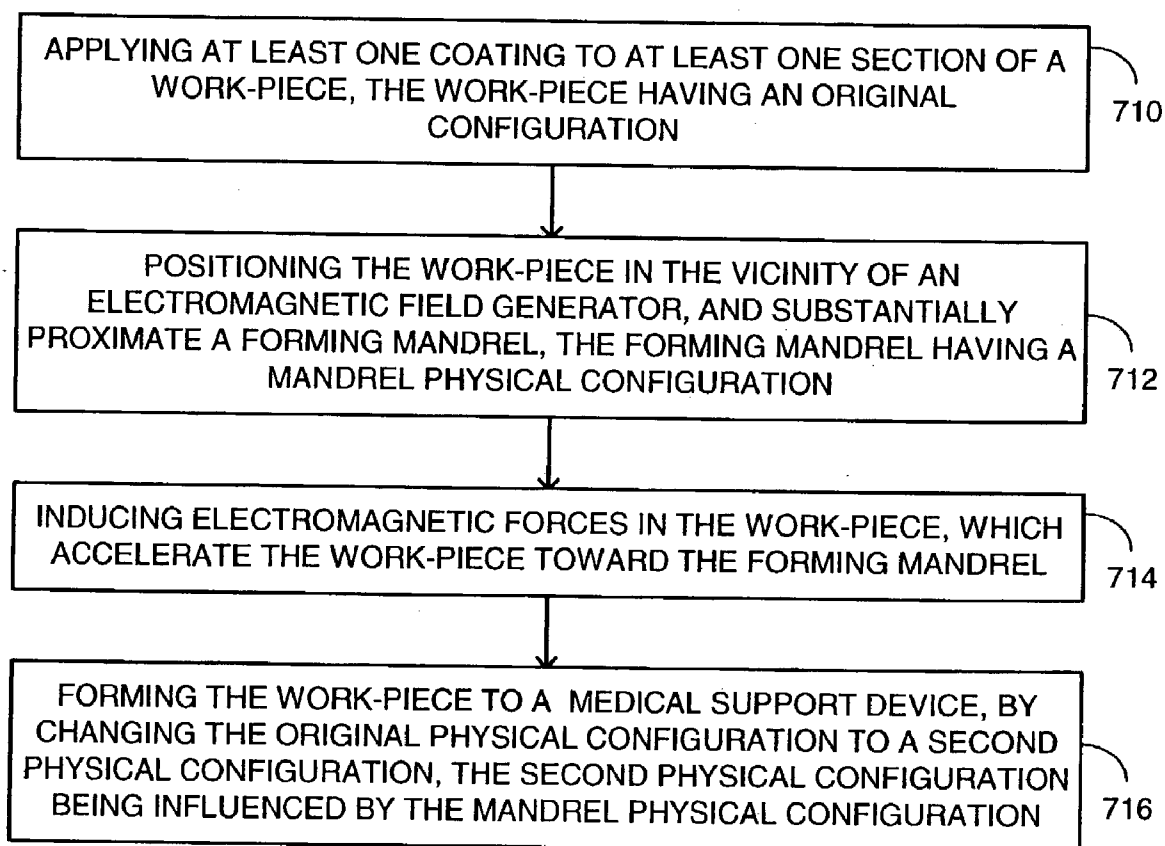 APPLYING AT LEAST ONE COATING TO AT LEAST ONE SECTION OF A
WORK-PIECE, THE WORK-PIECE HAVING AN ORIGINAL
CONFIGURATION
710
POSITIONING THE WORK-PIECE IN THE VICINITY OF AN
ELECTROMAGNETIC FIELD GENERATOR, AND SUBSTANTIALLY
PROXIMATE A FORMING MANDREL, THE FORMING MANDREL HAVING A
MANDREL PHYSICAL CONFIGURATION
712
INDUCING ELECTROMAGNETIC FORCES IN THE WORK-PIECE, WHICH
ACCELERATE THE WORK-PIECE TOWARD THE FORMING MANDREL
714
FORMING THE WORK-PIECE TO A MEDICAL SUPPORT DEVICE, BY
CHANGING THE ORIGINAL PHYSICAL CONFIGURATION TO A SECOND
PHYSICAL CONFIGURATION, THE SECOND PHYSICAL CONFIGURATION
BEING INFLUENCED BY THE MANDREL PHYSICAL CONFIGURATION
716